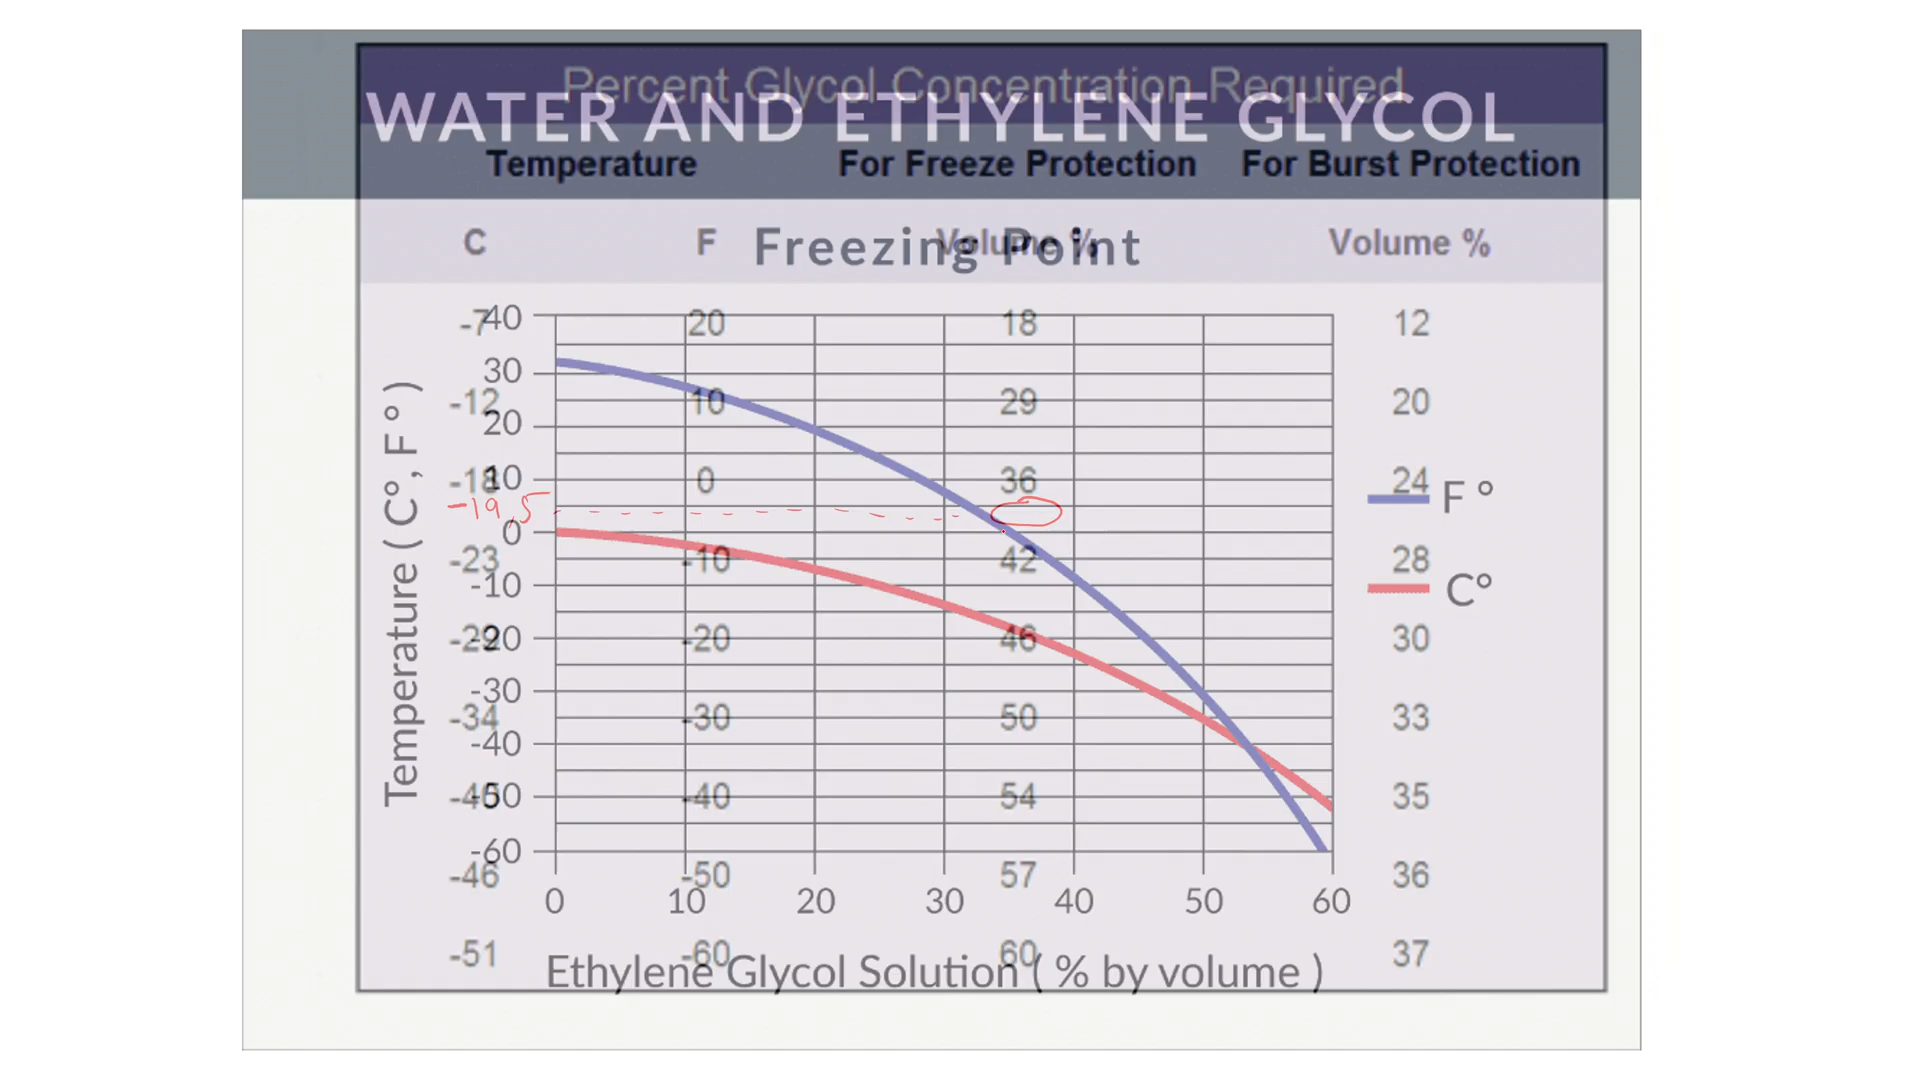 Percent Glycol Concentration Required
WATER AND ETHYLENE GLYCOL
Temperature For Freeze Protection For Burst Protection
C F Volume % Volume %
Freezing Point
-7 20 18 12
-12 10 29 20
-18 0 36 24
-19,5
-23 -10 42 28
-29 -20 46 30
-34 -30 50 33
-40 -40 54 35
-46 -50 57 36
-51 -60 60 37
Temperature ( C°, F ° )
40
30
20
10
0
-10
-20
-30
-40
-50
-60
0 10 20 30 40 50 60
Ethylene Glycol Solution ( % by volume )
F °
C°